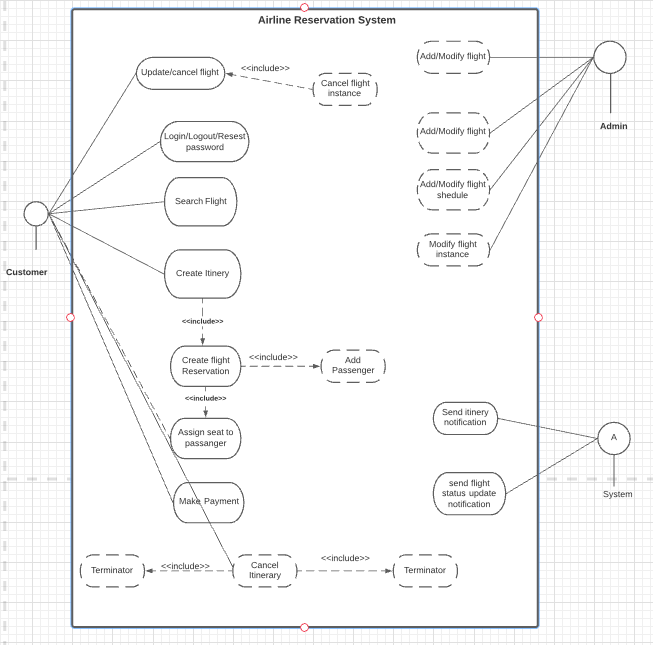 Airline Reservation System
Update/cancel flight
<<include>>
Cancel flight
instance
Add/Modify flight
Admin
Login/Logout/Resest
password
Add/Modify flight
Search Flight
Add/Modify flight
shedule
Customer
Create Itinery
Modify flight
instance
<<include>>
Create flight
Reservation
<<include>>
Add
Passenger
<<include>>
Assign seat to
passanger
Send itinery
notification
A
System
Make Payment
send flight
status update
notification
Terminator
<<include>>
Cancel
Itinerary
<<include>>
Terminator